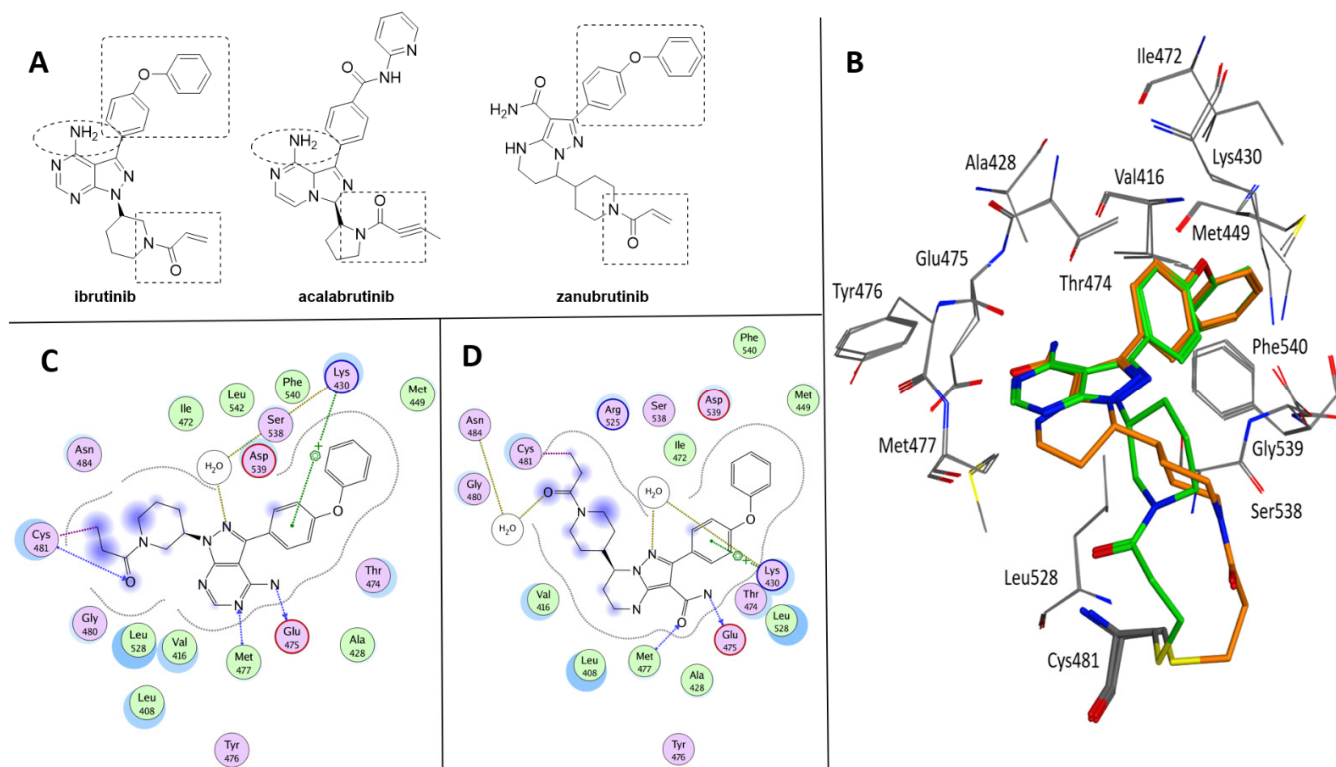 A
O
NH2
N
N
N
N
N
O
ibrutinib
N
O
NH
NH2
N
N
N
N
O
acalabrutinib
O
O
H2N
N
N
HN
N
O
zanubrutinib
B
Ile472
Lys430
Ala428
Val416
Met449
Glu475
Thr474
Tyr476
Phe540
Met477
Gly539
Ser538
Leu528
Cys481
C
Lys
430
Phe
540
Leu
542
Met
449
Ile
472
Ser
538
Asn
484
H2O
Asp
539
O
Cys
481
N
N
N
O
Thr
474
N
N
N
Gly
480
Glu
475
Leu
528
Val
416
Met
477
Ala
428
Leu
408
Tyr
476
D
Phe
540
Asp
539
Met
449
Asn
484
Arg
525
Ser
538
Cys
481
Ile
472
Gly
480
O
H2O
H2O
O
N
N
N
Lys
430
Val
416
N
N
Thr
474
O
Leu
528
Glu
475
Leu
408
Met
477
Ala
428
Tyr
476